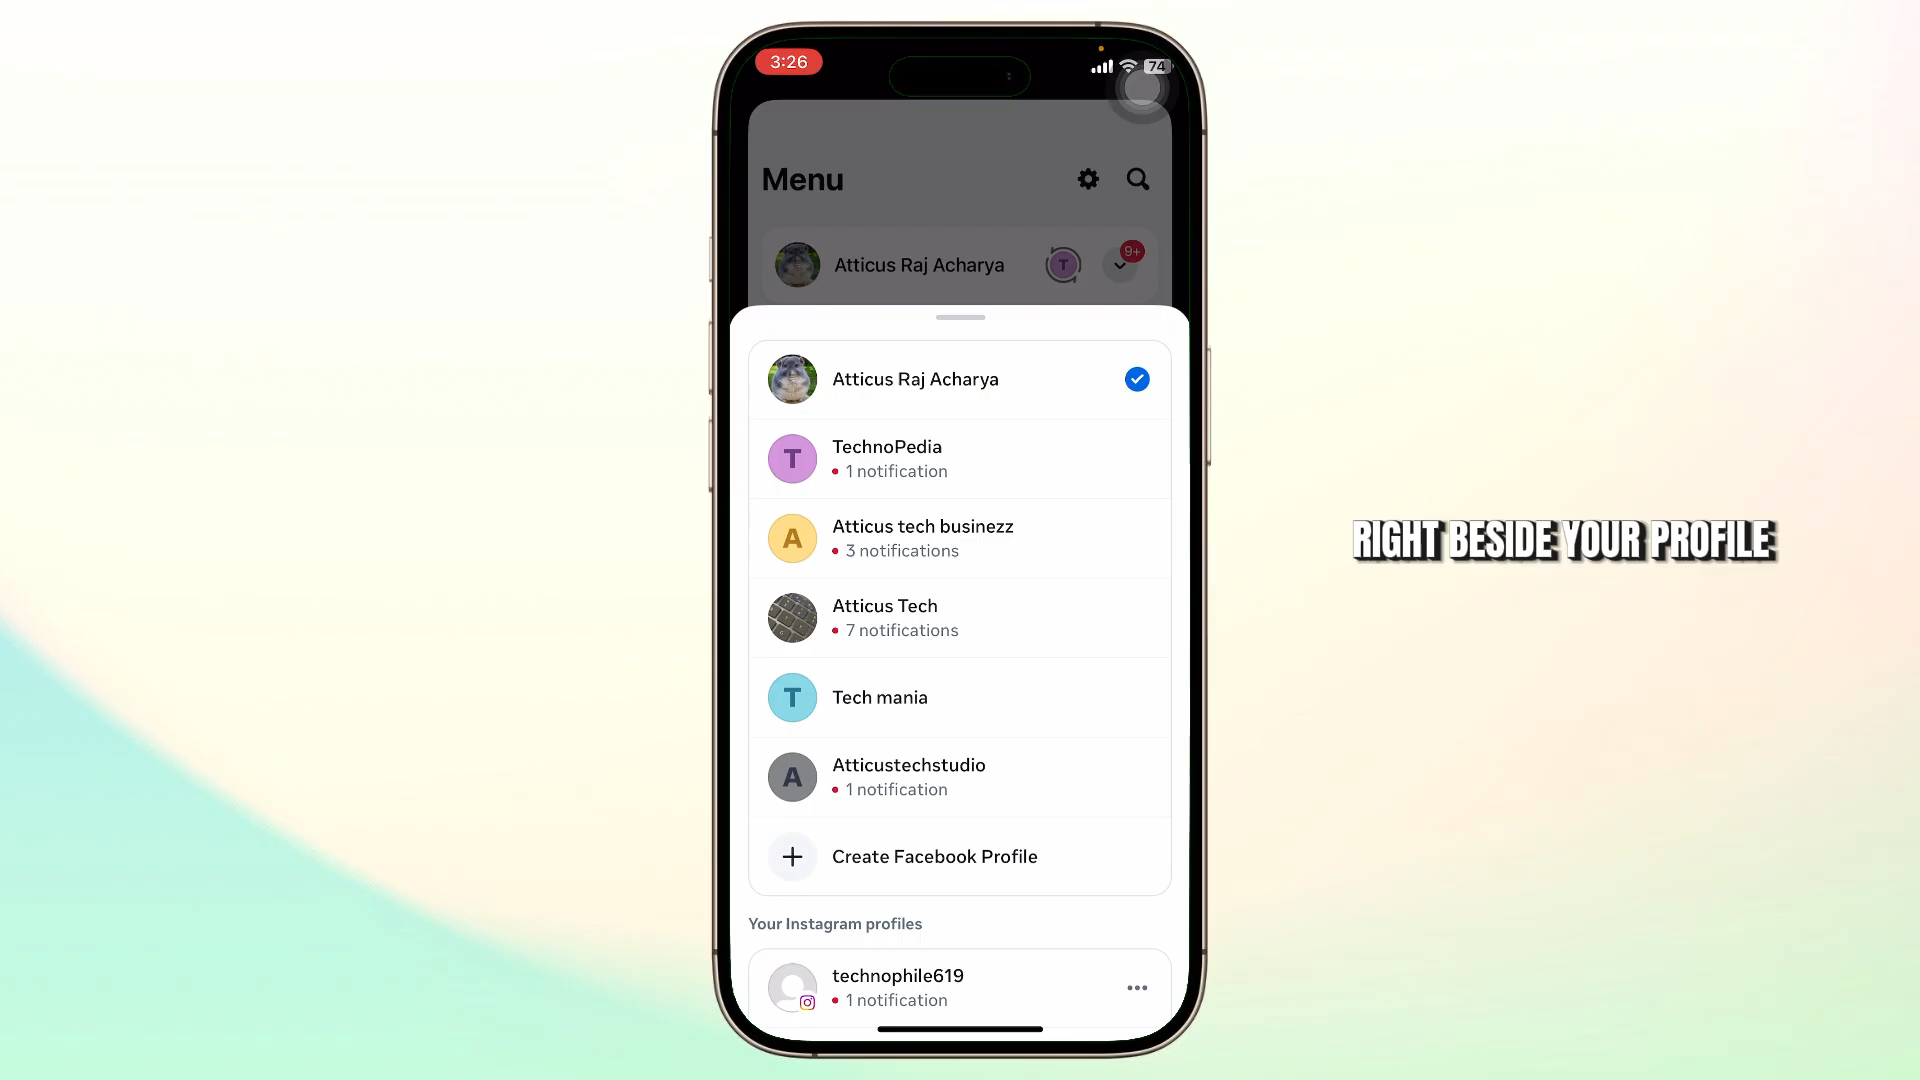 3:26
74
Menu
Atticus Raj Acharya
T
9+
Atticus Raj Acharya
T
TechnoPedia
1 notification
A
Atticus tech businezz
3 notifications
Atticus Tech
7 notifications
T
Tech mania
A
Atticustechstudio
1 notification
Create Facebook Profile
Your Instagram profiles
technophile619
1 notification
RIGHT BESIDE YOUR PROFILE